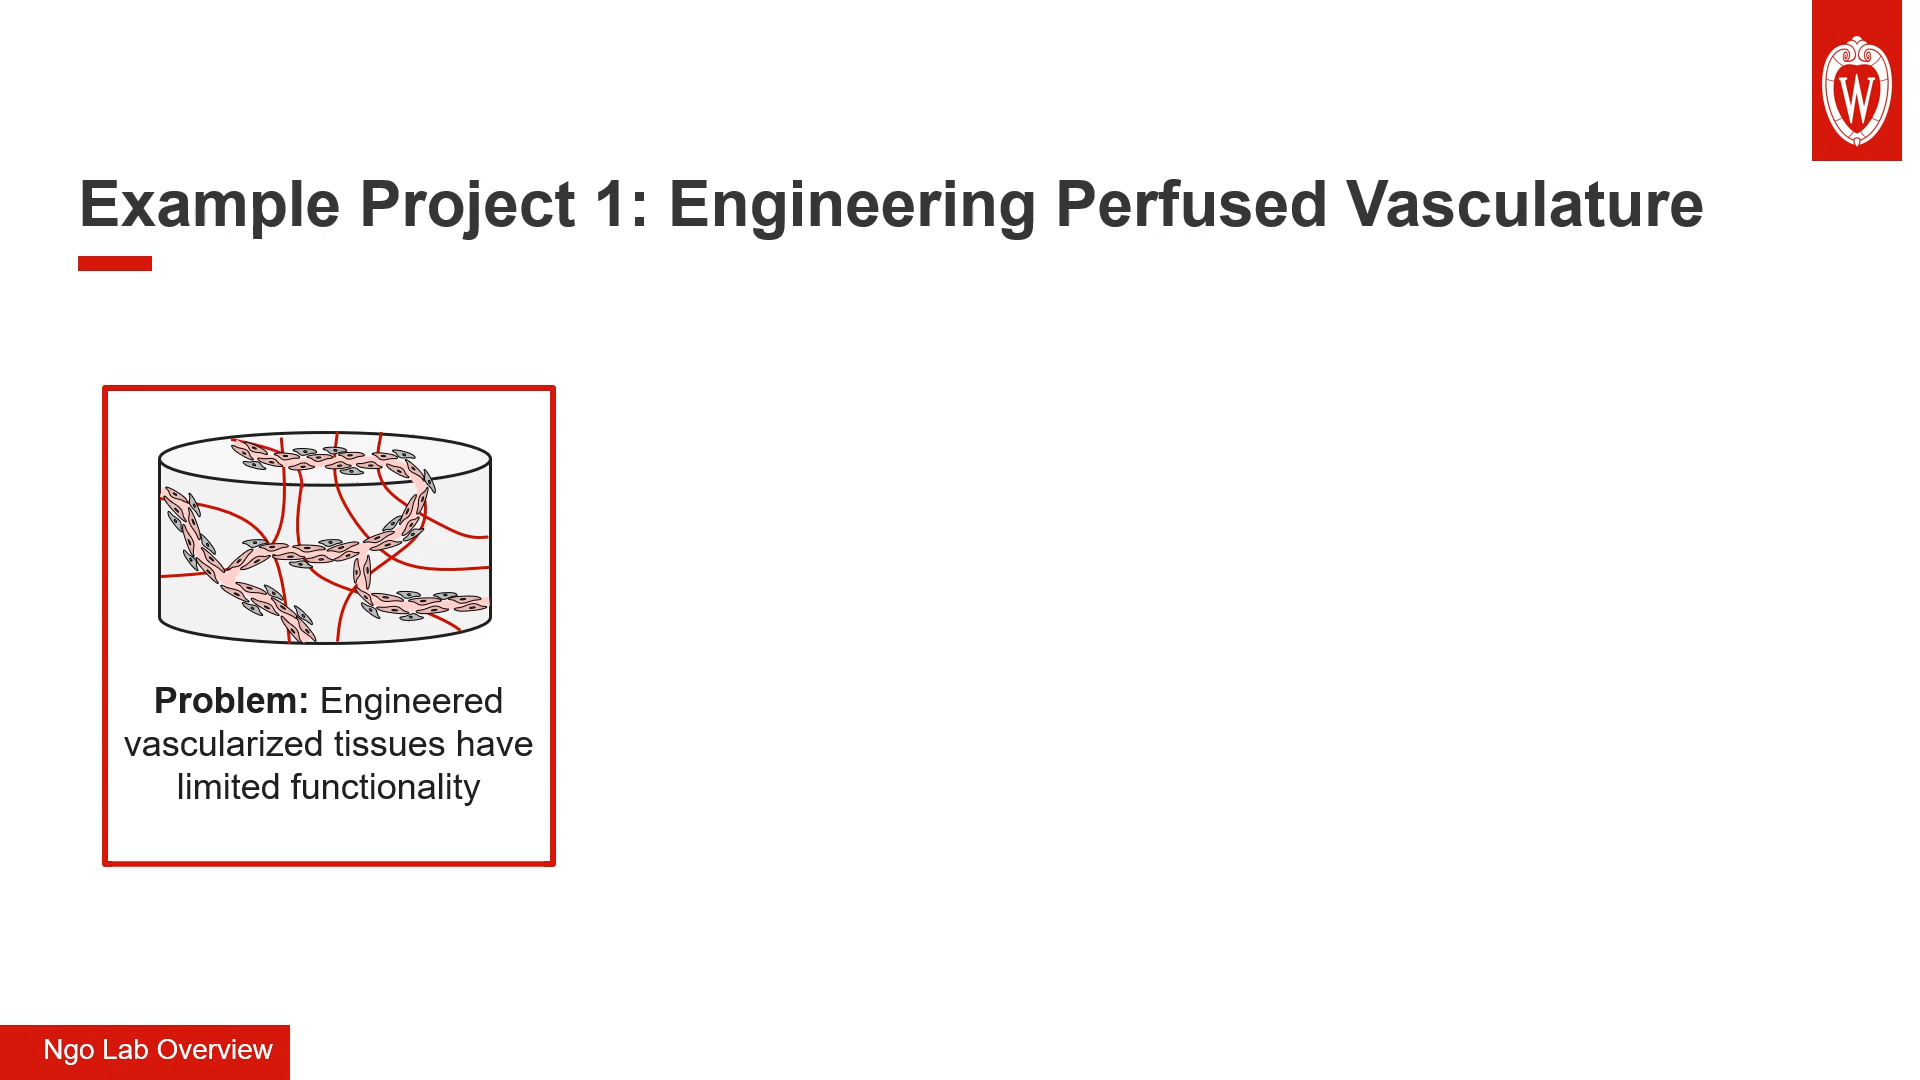 W
Example Project 1: Engineering Perfused Vasculature
Problem: Engineered
vascularized tissues have
limited functionality
Ngo Lab Overview